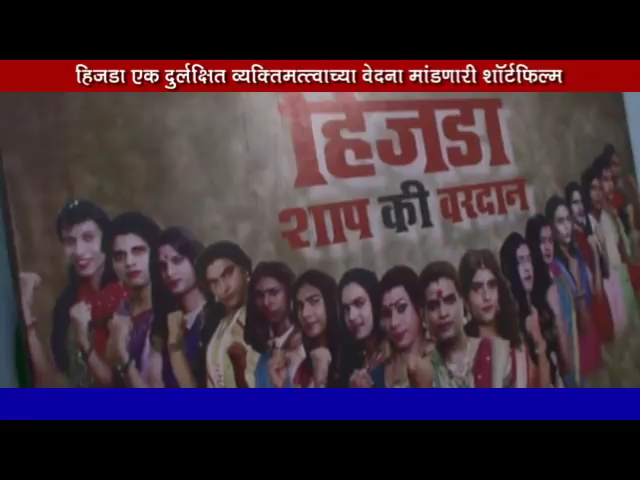 हिजडा एक दुर्लक्षित व्यक्तिमत्त्वाच्या वेदना मांडणारी शॉर्टफिल्म
हिजडा
शाप की वरदान